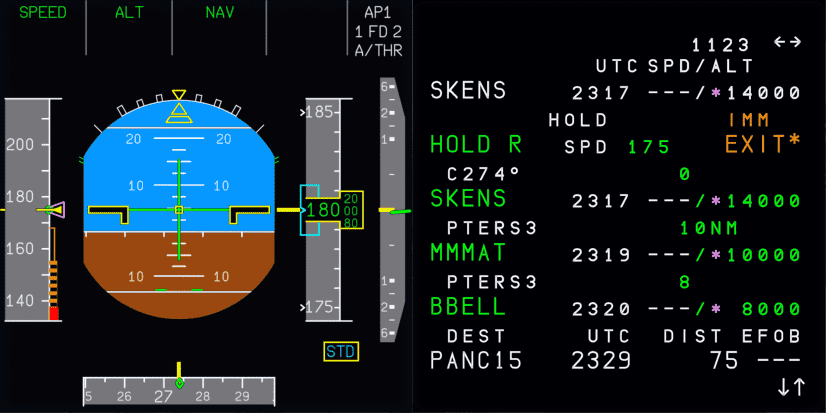 SPEED ALT NAV AP1
1 FD 2
A/THR
200
180
160
140
20 20
10 10
10 10
185
180
20
00
80
175
6
2
1
1
2
6
STD
5 26 27 28 29
1123 ←→
UTC SPD/ALT
SKENS 2317 ---/*14000
HOLD IMM
HOLD R SPD 175 EXIT*
C274° 0
SKENS 2317 ---/*14000
PTERS3 10NM
MMMAT 2319 ---/*10000
PTERS3 8
BBELL 2320 ---/* 8000
DEST UTC DIST EFOB
PANC15 2329 75 ---
↓↑